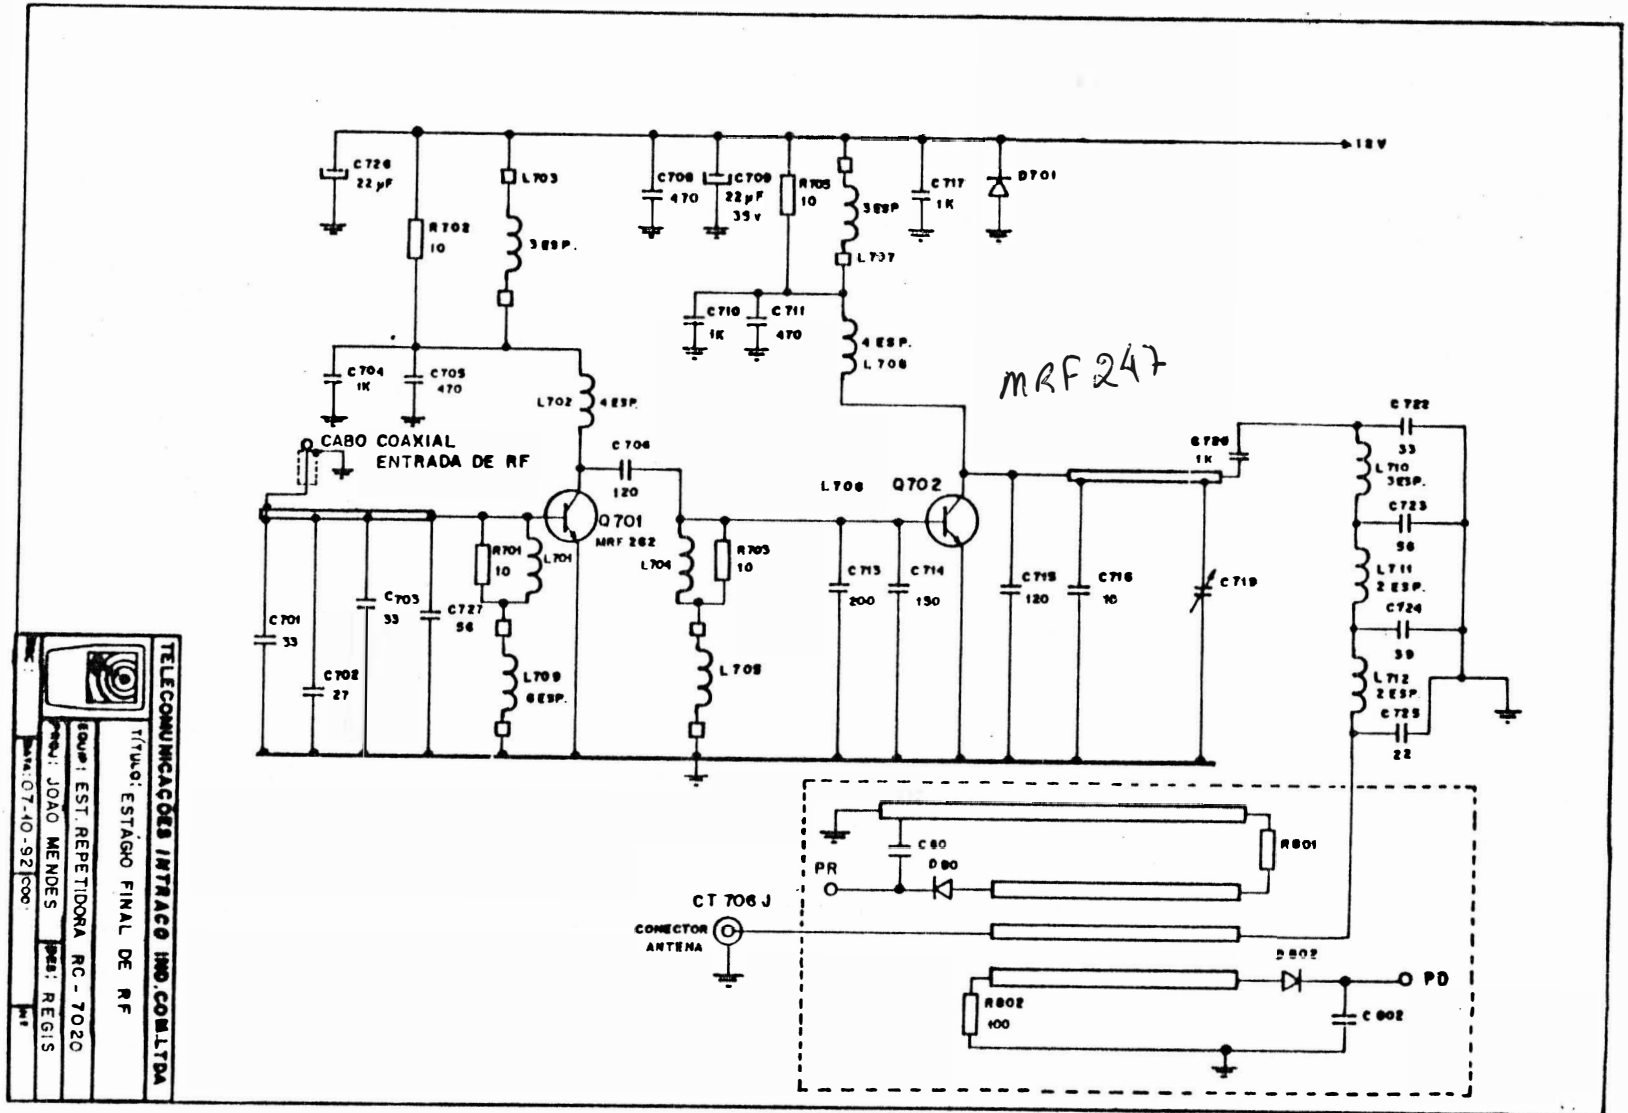 C726
22 µF
R702
10
L703
3 ESP.
C708
470
C709
22 µF
35 v
R705
10
3 ESP
L707
C717
1K
D701
C710
1K
C711
470
4 ESP.
L708
MRF 247
C704
1K
C705
470
L702
4 ESP.
CABO COAXIAL
ENTRADA DE RF
C706
120
Q701
MRF 262
L706
Q702
1K
C722
33
L710
3ESP.
C723
56
L711
2 ESP.
C724
39
L712
2 ESP.
C725
22
R701
10
L701
L704
R703
10
C713
200
C714
150
C715
120
C716
10
C719
C701
33
C702
27
C703
33
C727
56
L709
6 ESP.
L705
PR
C80
D80
R801
CT 706 J
CONECTOR
ANTENA
D802
PD
R802
100
C802
TELECOMUNICAÇÕES INTRACO IND.COM.LTDA
TÍTULO: ESTÁGIO FINAL DE RF
EQUIP: EST. REPETIDORA RC-7020
PROJ: JOAO MENDES
DES: REGIS
DATA: 07-10-92
COD: